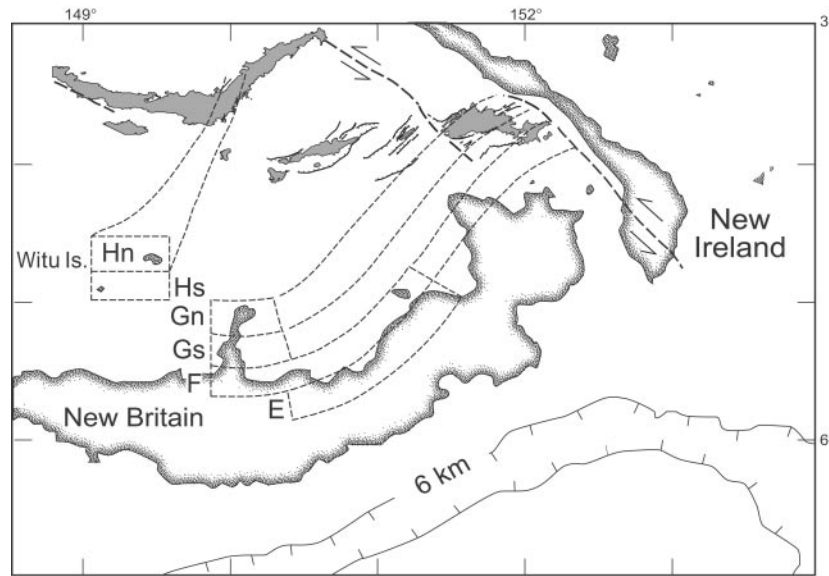 149°
152°
3
Witu Is.
Hn
New
Ireland
Hs
Gn
Gs
F
E
New Britain
6
6 km